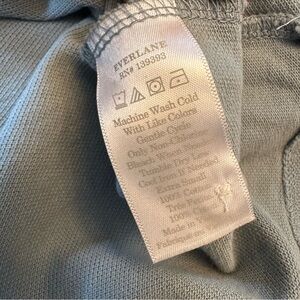 EVERLANE
RN# 139393
Machine Wash Cold
With Like Colors
Gentle Cycle
Only Non-Chlorine
Bleach When Needed
Tumble Dry Low
Cool Iron If Needed
Extra Small
100% Cotton
100%
Made in